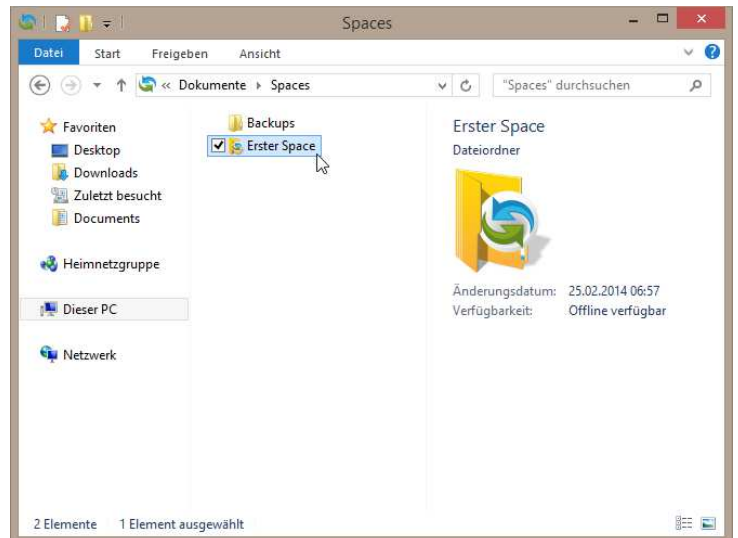 Spaces
Datei Start Freigeben Ansicht
« Dokumente Spaces "Spaces" durchsuchen
Favoriten
Desktop
Downloads
Zuletzt besucht
Documents
Heimnetzgruppe
Dieser PC
Netzwerk
Backups
Erster Space
Erster Space
Dateiordner
Änderungsdatum: 25.02.2014 06:57
Verfügbarkeit: Offline verfügbar
2 Elemente 1 Element ausgewählt